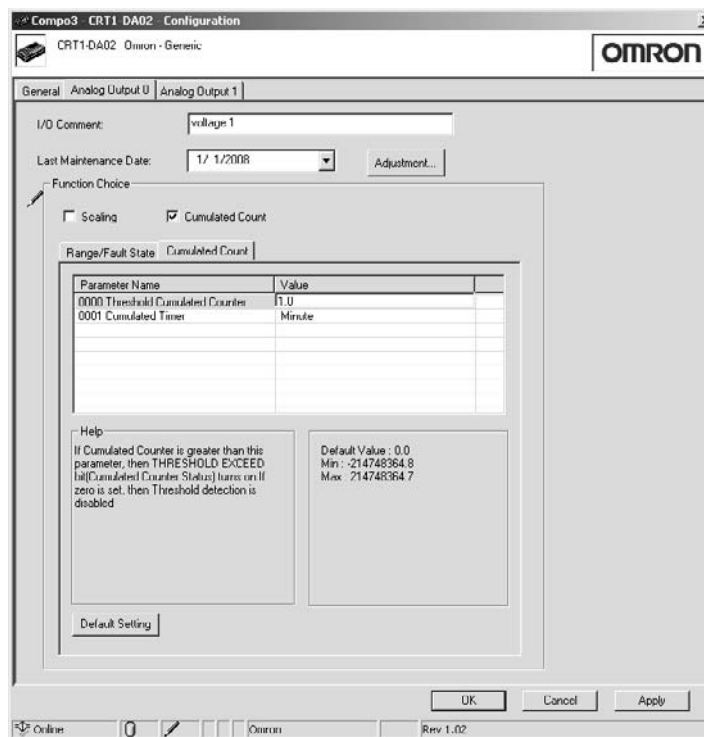 Compo3 - CRT1-DA02 - Configuration
CRT1-DA02 Omron - Generic
OMRON
General
Analog Output 0
Analog Output 1
I/O Comment:
voltage 1
Last Maintenance Date:
1/ 1/2008
Adjustment...
Function Choice
Scaling
Cumulated Count
Range/Fault State
Cumulated Count
Parameter Name Value
0000 Threshold Cumulated Counter 1.0
0001 Cumulated Timer Minute
Help
If Cumulated Counter is greater than this
parameter, then THRESHOLD EXCEED
bit(Cumulated Counter Status) turns on If
zero is set, then Threshold detection is
disabled
Default Value : 0.0
Min : -214748364.8
Max : 214748364.7
Default Setting
OK
Cancel
Apply
Online
Omron
Rev 1.02